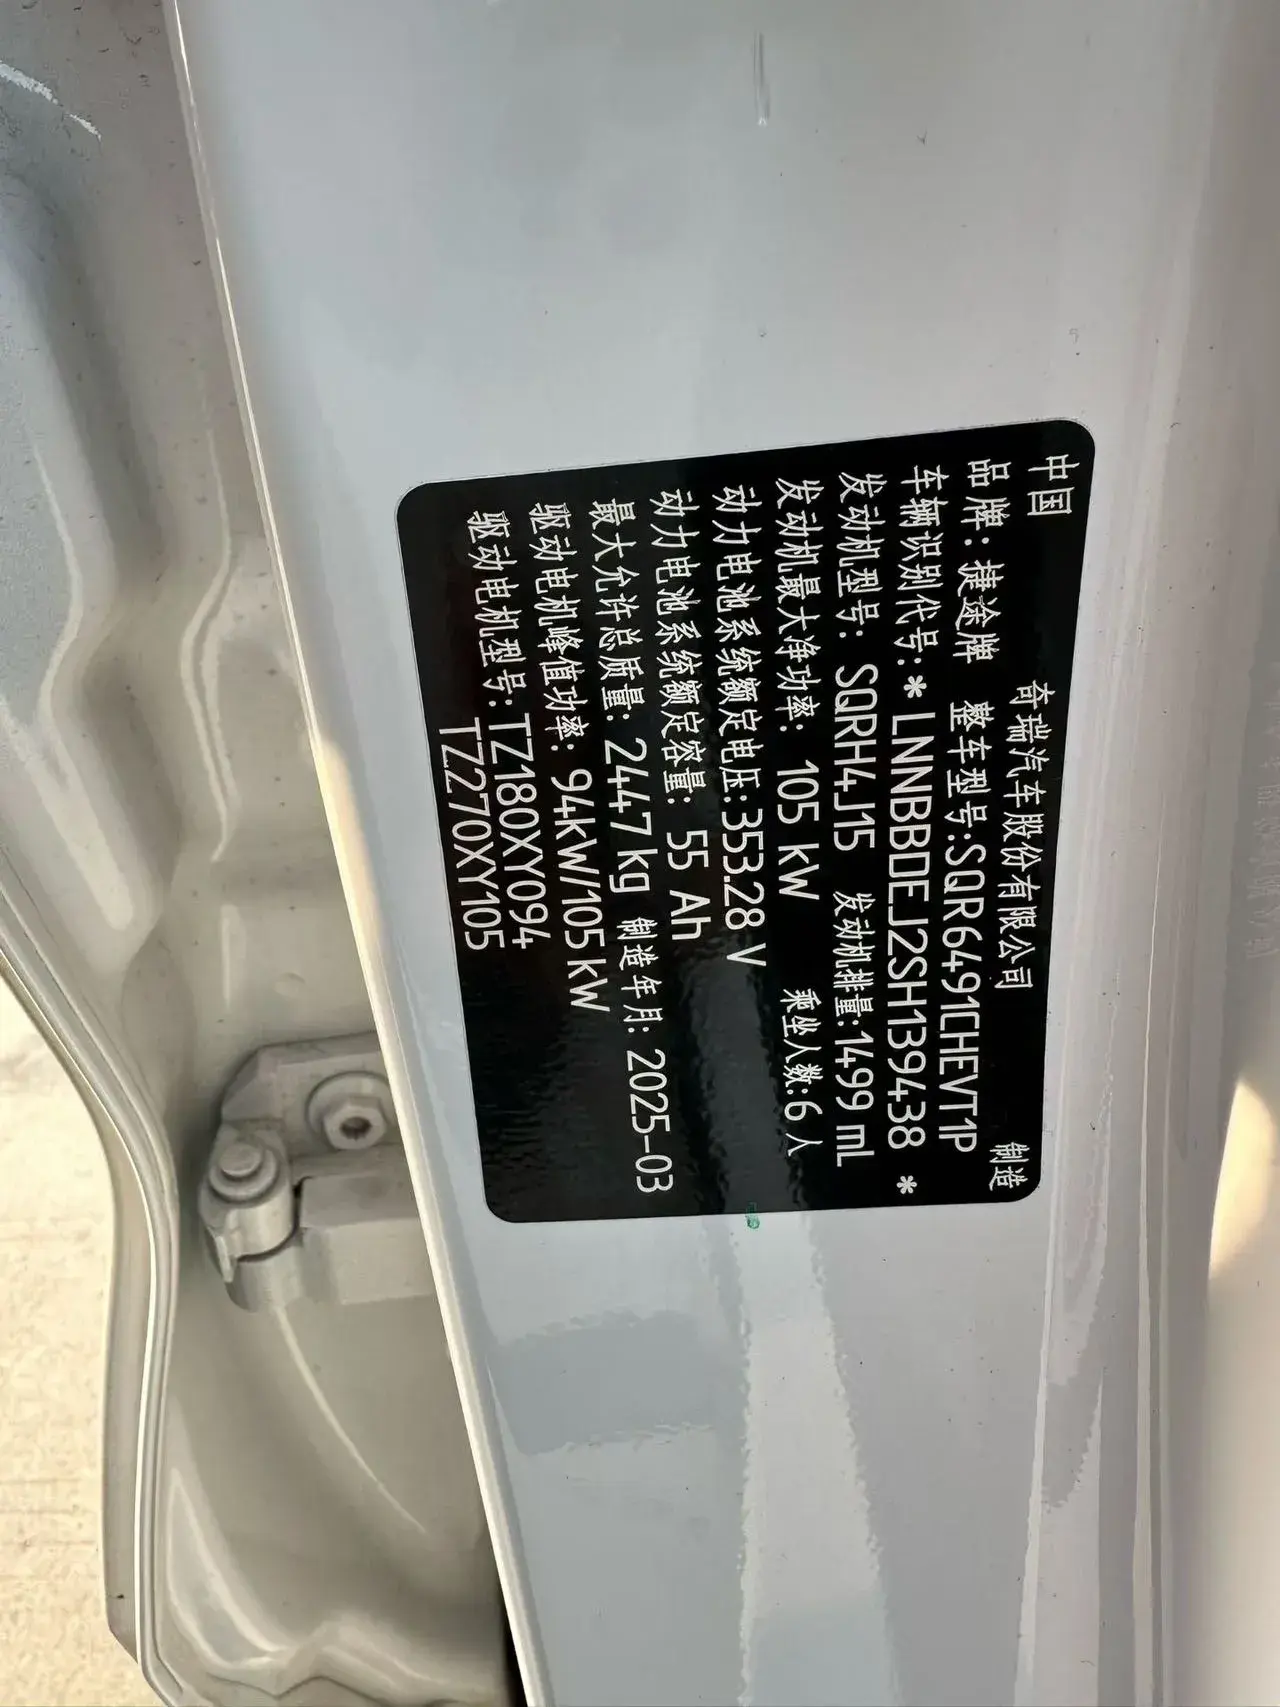 中国 奇瑞汽车股份有限公司 制造
品牌: 捷途牌 整车型号:SQR6491CHEVT1P
车辆识别代号:*LNNBBDEJ2SH139438*
发动机型号: SQRH4J15 发动机排量:1499 mL
发动机最大净功率: 105 kW 乘坐人数:6 人
动力电池系统额定电压:353.28 V
动力电池系统额定容量: 55 Ah
最大允许总质量: 2447 kg 制造年月: 2025-03
驱动电机峰值功率: 94kW/105kW
驱动电机型号: TZ180XY094
TZ270XY105